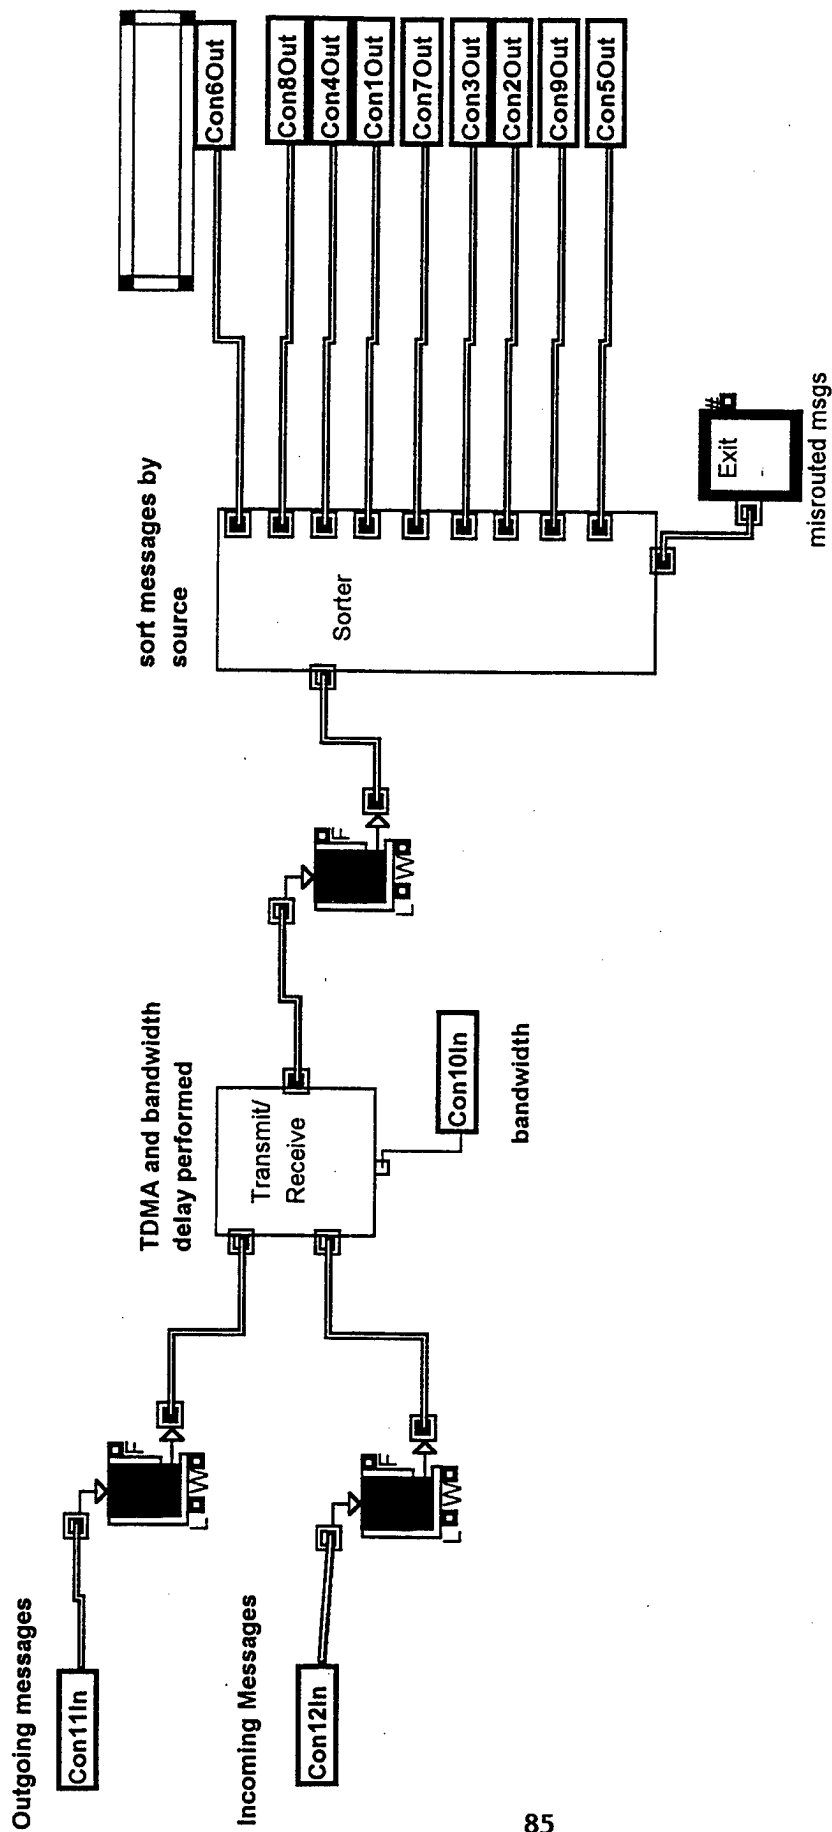 Outgoing messages
Con11In
F
L W
Incoming Messages
Con12In
F
L W
TDMA and bandwidth
delay performed
Transmit/
Receive
Con10In
bandwidth
F
L W
sort messages by
source
Sorter
Con6Out
Con8Out
Con4Out
Con1Out
Con7Out
Con3Out
Con2Out
Con9Out
Con5Out
#
Exit
misrouted msgs
85